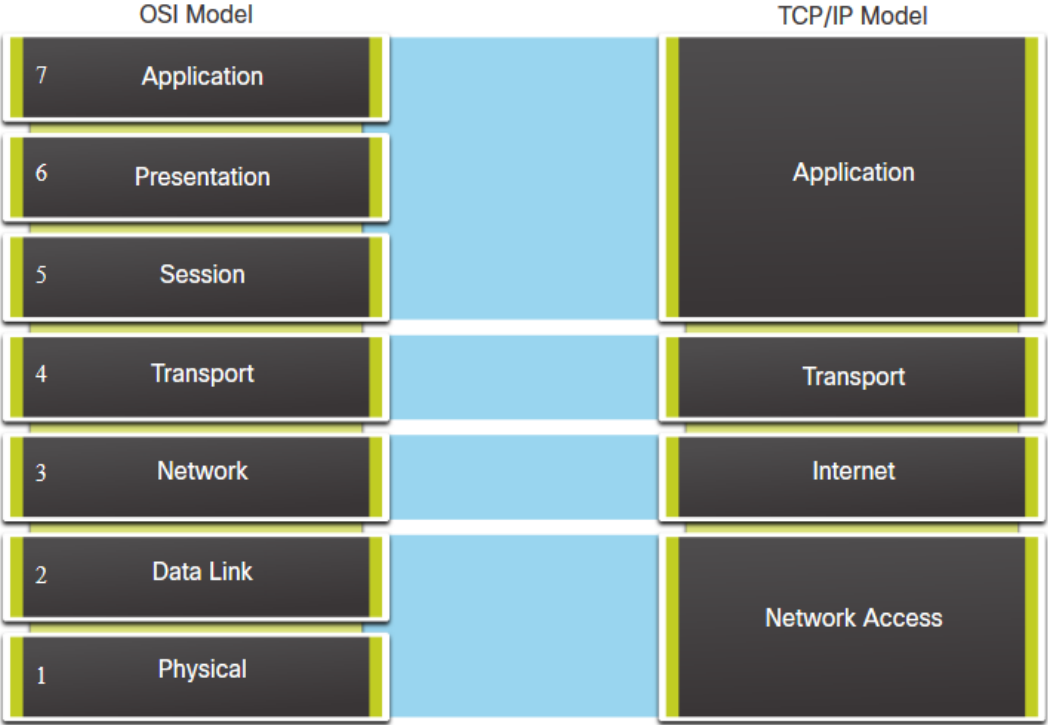 OSI Model
TCP/IP Model
7 Application
6 Presentation
5 Session
4 Transport
3 Network
2 Data Link
1 Physical
Application
Transport
Internet
Network Access